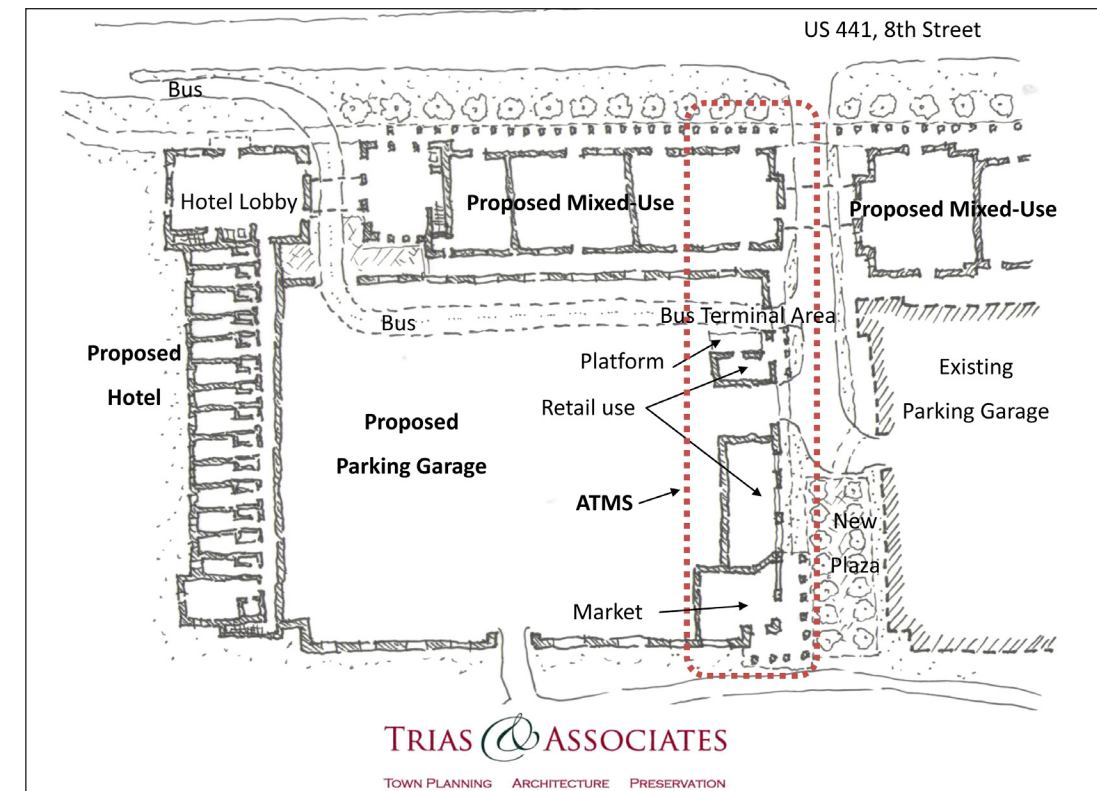 US 441, 8th Street
Bus
Hotel Lobby
Proposed Mixed-Use
Proposed Mixed-Use
Bus Terminal Area
Bus
Proposed
Hotel
Platform
Existing
Parking Garage
Retail use
Proposed
Parking Garage
ATMS
New
Plaza
Market
TRIAS & ASSOCIATES
TOWN PLANNING ARCHITECTURE PRESERVATION